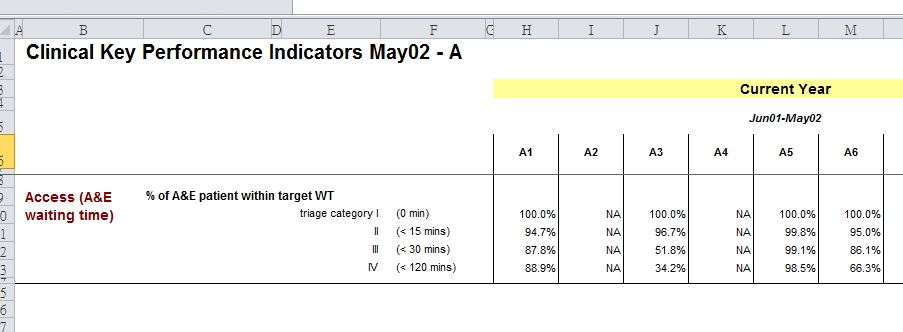 A B C D E F G H I J K L M
1 Clinical Key Performance Indicators May02 - A
2
3 Current Year
4
5 Jun01-May02
6 A1 A2 A3 A4 A5 A6
8
9 Access (A&E % of A&E patient within target WT
0 waiting time) triage category I (0 min) 100.0% NA 100.0% NA 100.0% 100.0%
1 II (< 15 mins) 94.7% NA 96.7% NA 99.8% 95.0%
2 III (< 30 mins) 87.8% NA 51.8% NA 99.1% 86.1%
3 IV (< 120 mins) 88.9% NA 34.2% NA 98.5% 66.3%
5
6
7